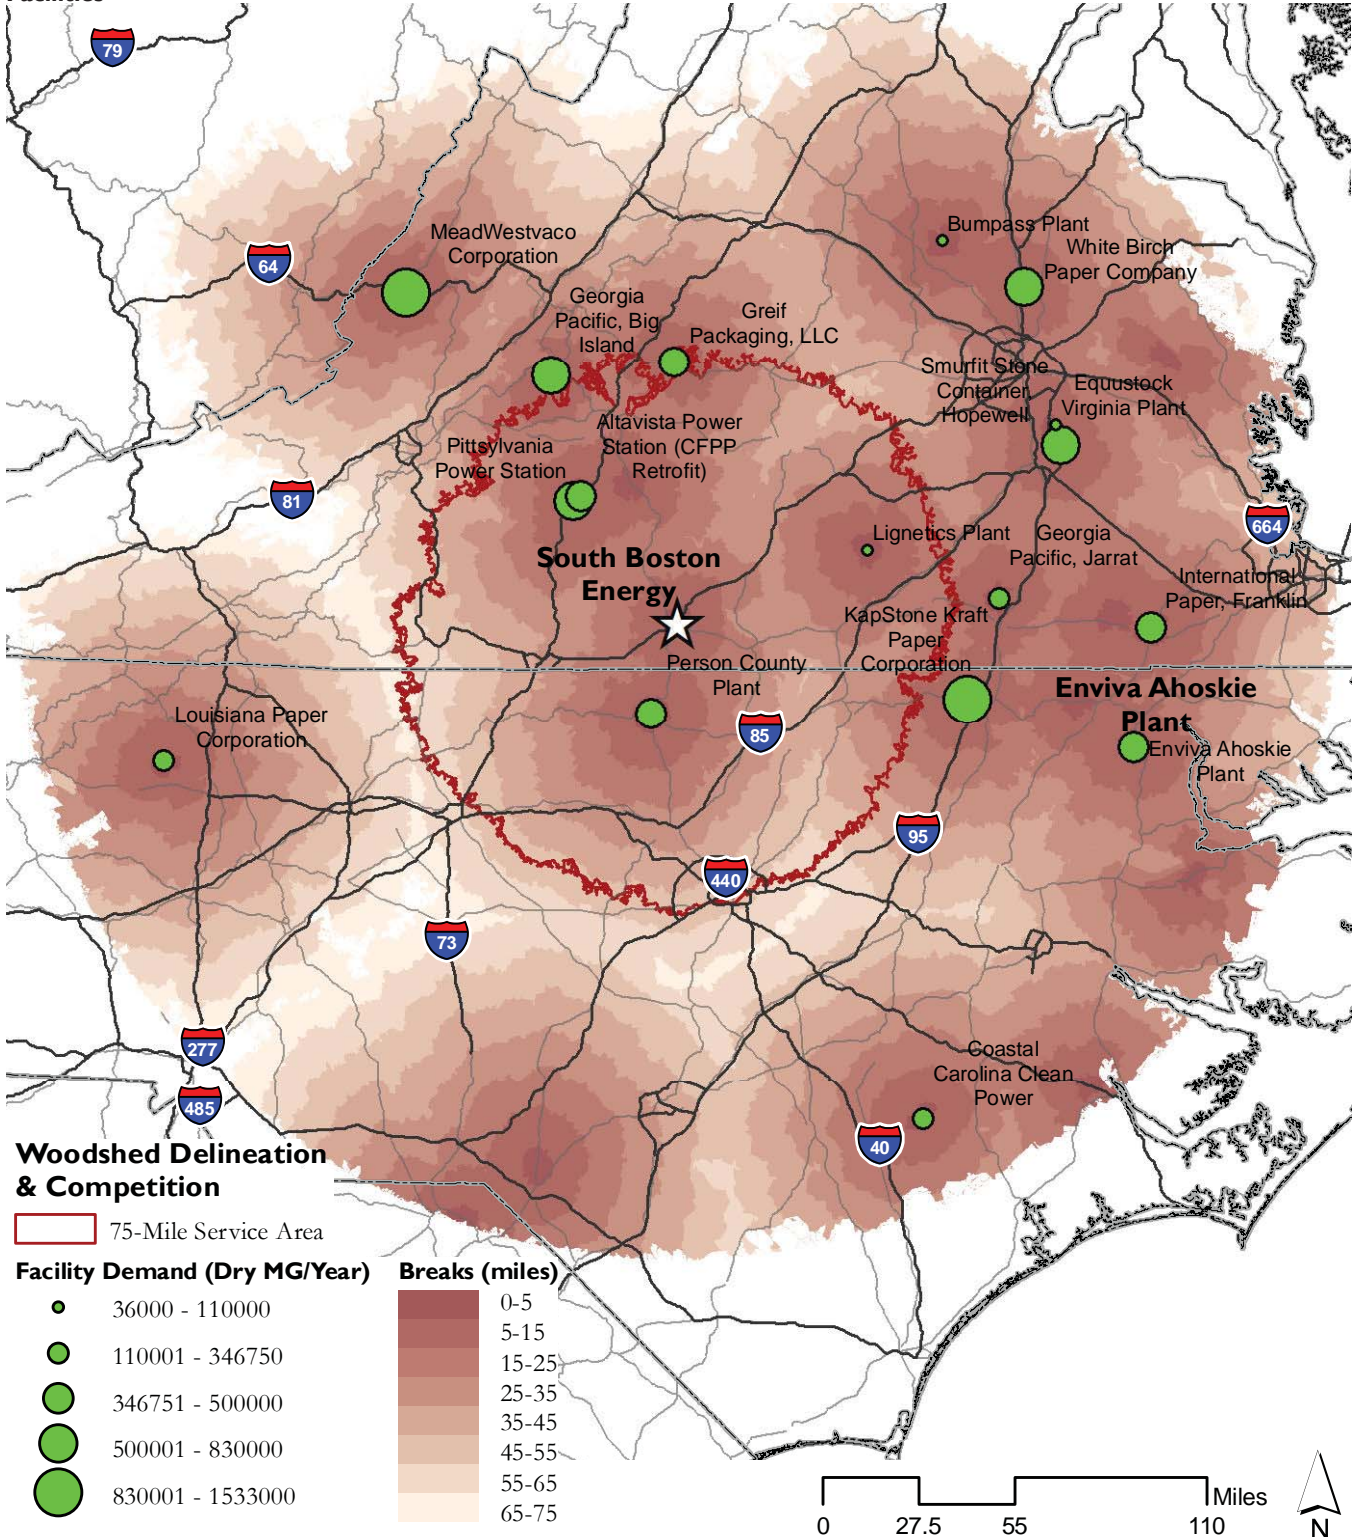 79
64
MeadWestvaco
Corporation
Bumpass Plant
White Birch
Paper Company
Georgia
Pacific, Big
Island
Greif
Packaging, LLC
Smurfit Stone
Container
Hopewell
Equustock
Virginia Plant
Altavista Power
Station (CFPP
Retrofit)
Pittsylvania
Power Station
81
664
Lignetics Plant
Georgia
Pacific, Jarrat
South Boston
Energy
International
Paper, Franklin
KapStone Kraft
Paper
Corporation
Person County
Plant
Enviva Ahoskie
Plant
Enviva Ahoskie
Plant
Louisiana Paper
Corporation
85
95
440
73
277
485
Coastal
Carolina Clean
Power
40
Woodshed Delineation
& Competition
75-Mile Service Area
Facility Demand (Dry MG/Year)
36000 - 110000
110001 - 346750
346751 - 500000
500001 - 830000
830001 - 1533000
Breaks (miles)
0-5
5-15
15-25
25-35
35-45
45-55
55-65
65-75
Miles
0 27.5 55 110
N